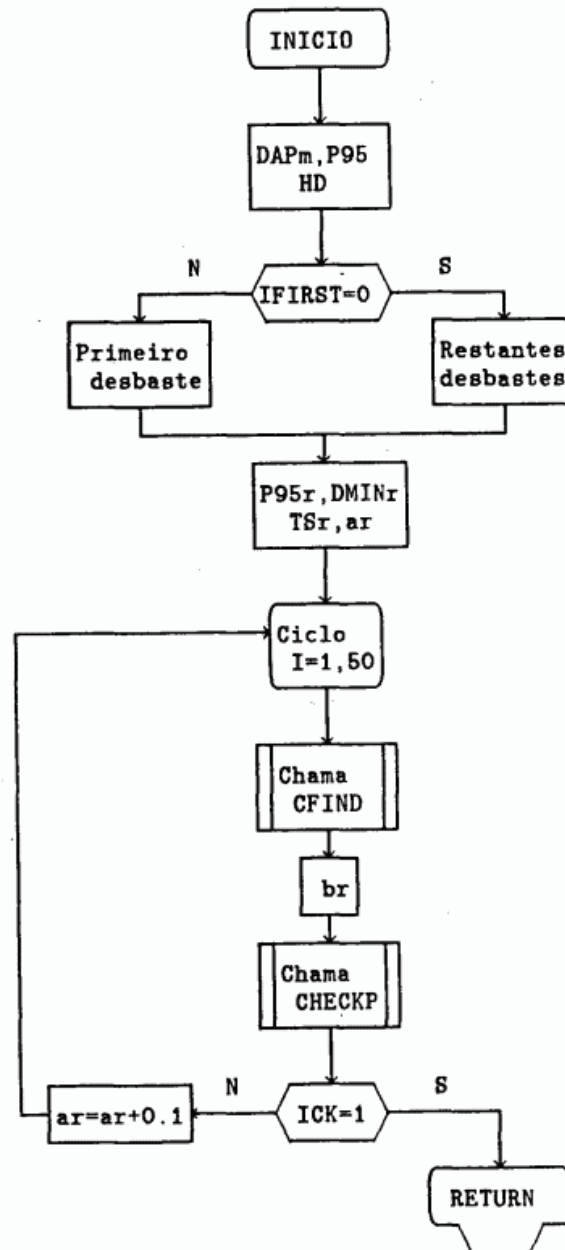 INICIO
DAPm,P95
HD
N
S
IFIRST=0
Primeiro
desbaste
Restantes
desbastes
P95r,DMINr
TSr,ar
Ciclo
I=1,50
Chama
CFIND
br
Chama
CHECKP
N
S
ar=ar+0.1
ICK=1
RETURN